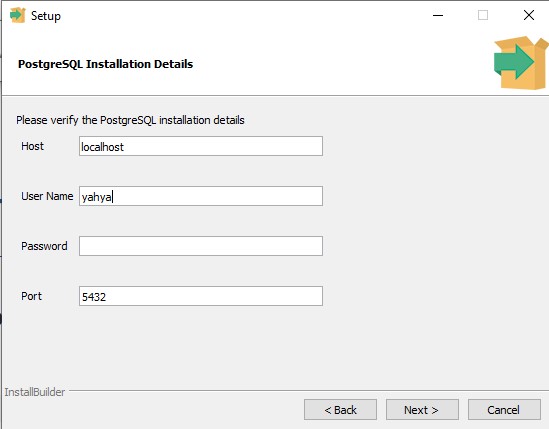 Setup
PostgreSQL Installation Details
Please verify the PostgreSQL installation details
Host localhost
User Name yahya
Password
Port 5432
InstallBuilder
< Back Next > Cancel